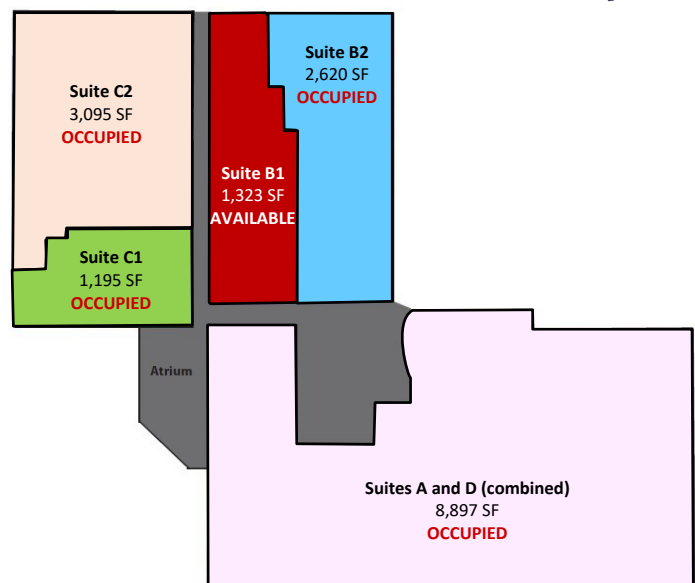 Suite C2
3,095 SF
OCCUPIED
Suite B2
2,620 SF
OCCUPIED
Suite B1
1,323 SF
AVAILABLE
Suite C1
1,195 SF
OCCUPIED
Atrium
Suites A and D (combined)
8,897 SF
OCCUPIED